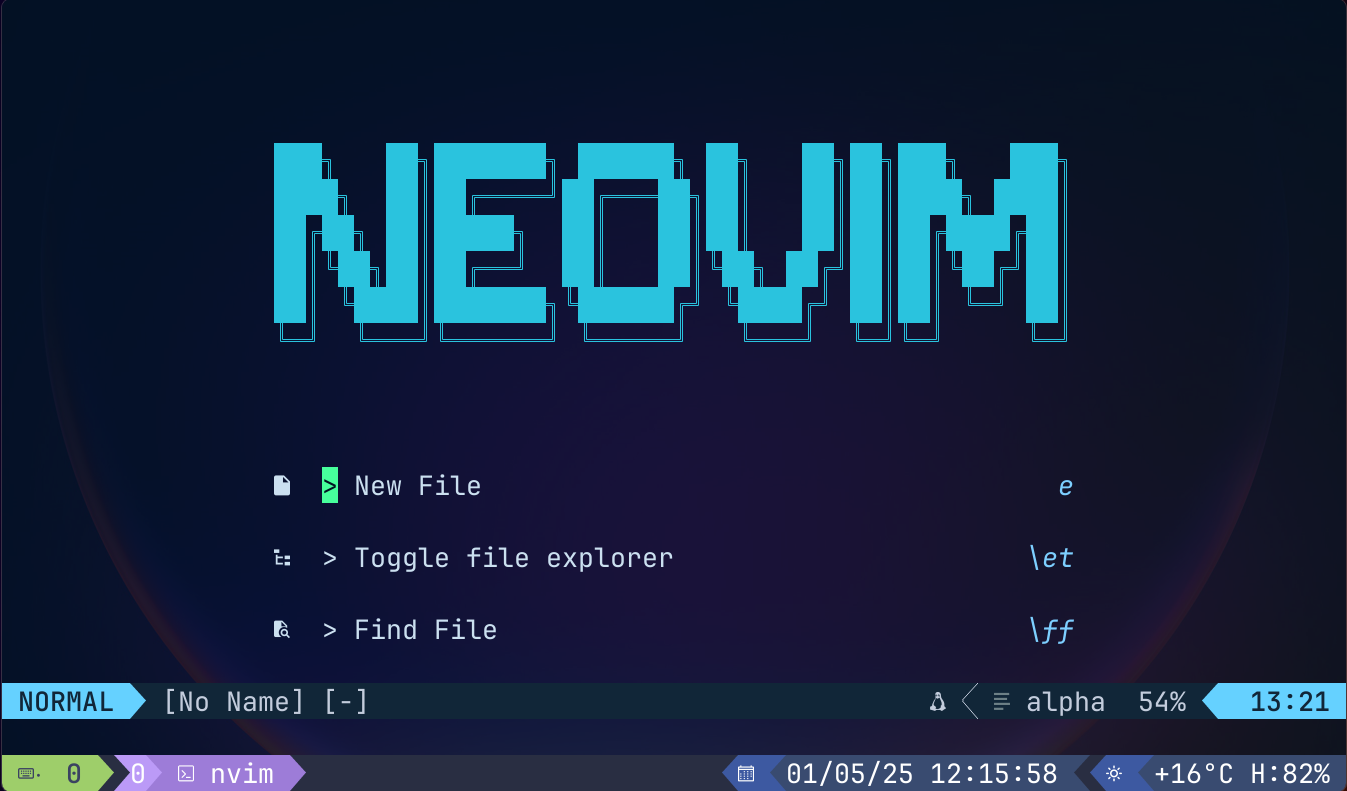 NEOVIM
> New File e
> Toggle file explorer \et
> Find File \ff
NORMAL [No Name] [-] alpha 54% 13:21
0 0 nvim 01/05/25 12:15:58 +16°C H:82%